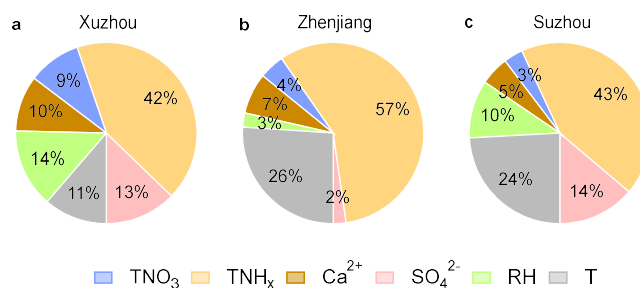 a Xuzhou b Zhenjiang c Suzhou
9% 42% 10% 14% 11% 13%
4% 57% 7% 3% 26% 2%
3% 43% 5% 10% 24% 14%
TNO₃ TNHₓ Ca²⁺ SO₄²⁻ RH T